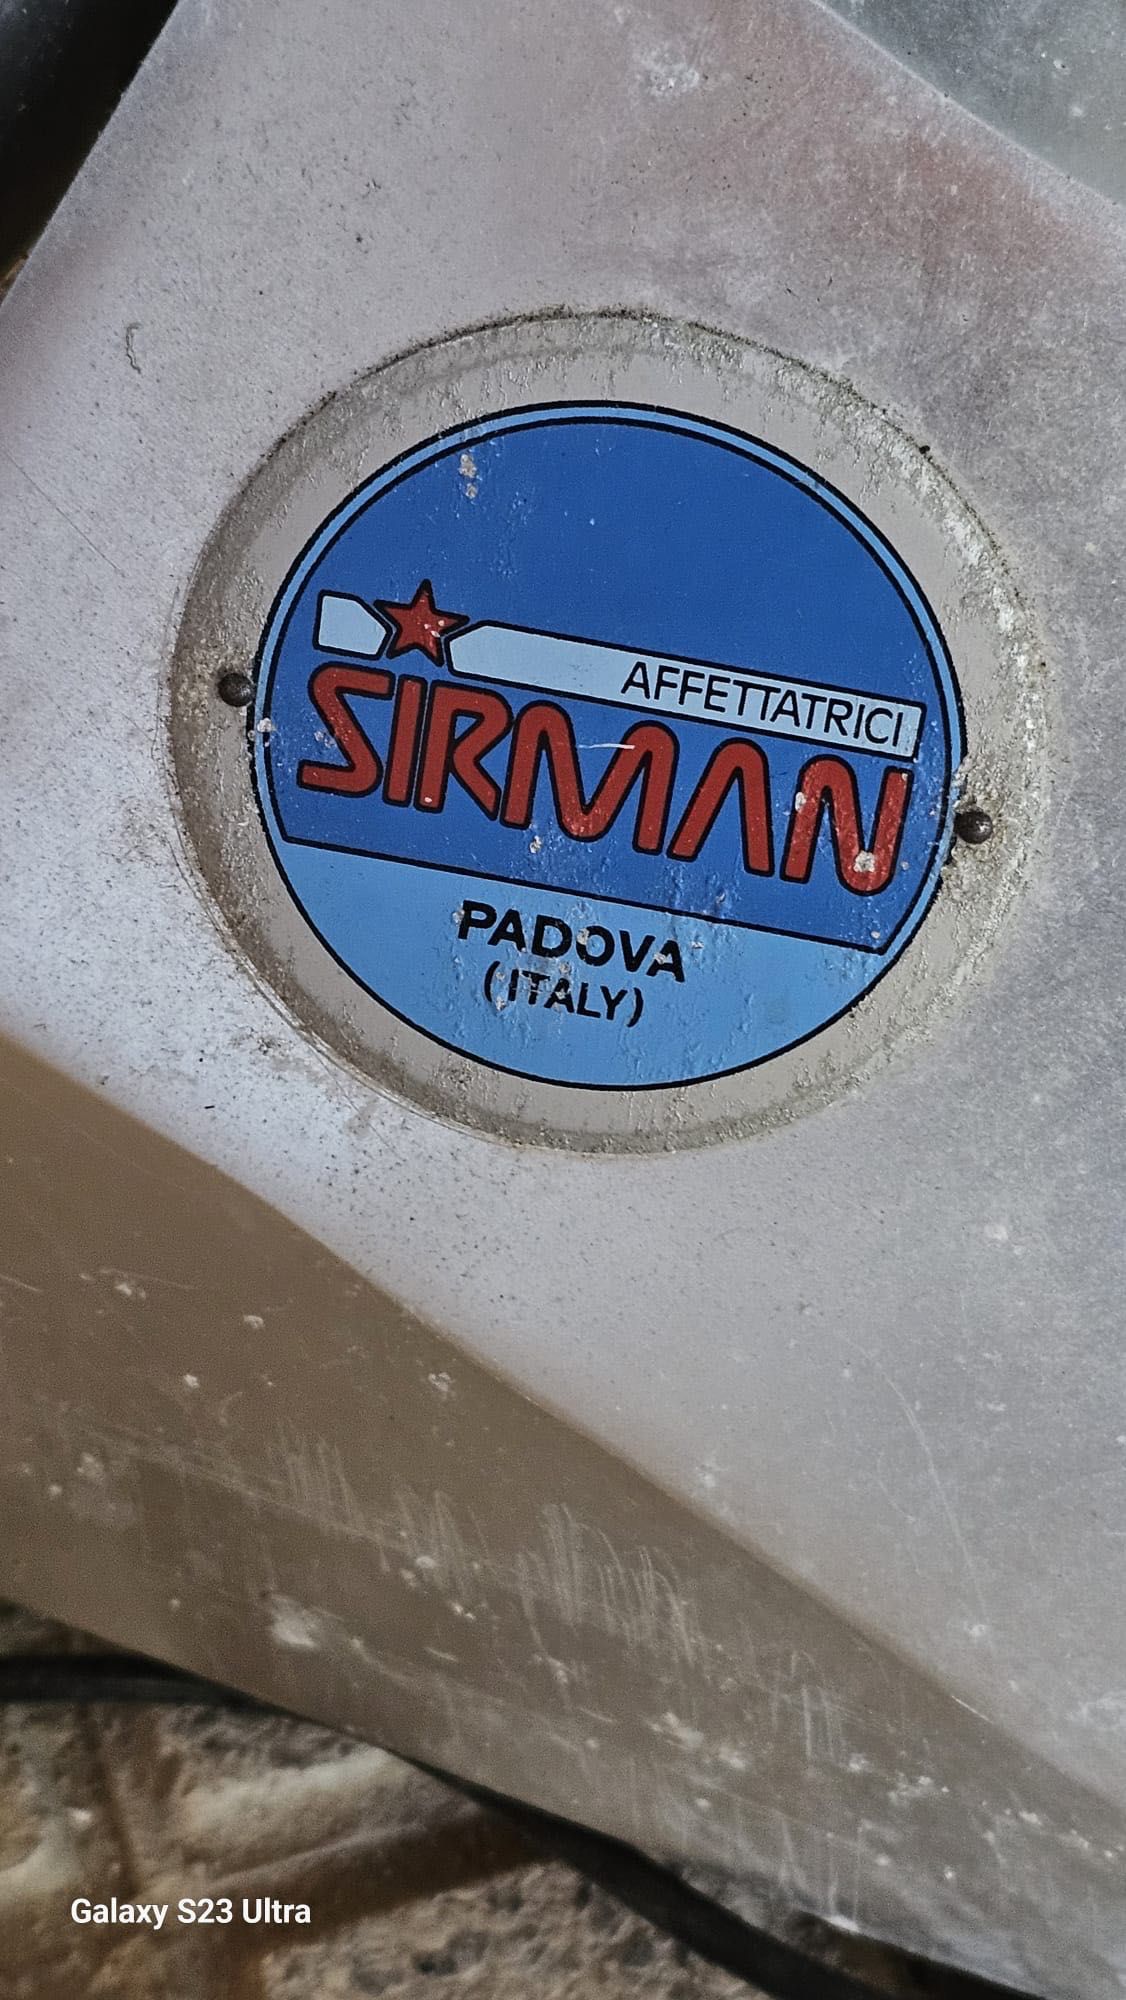 AFFETTATRICI
SIRMAN
PADOVA
(ITALY)
Galaxy S23 Ultra